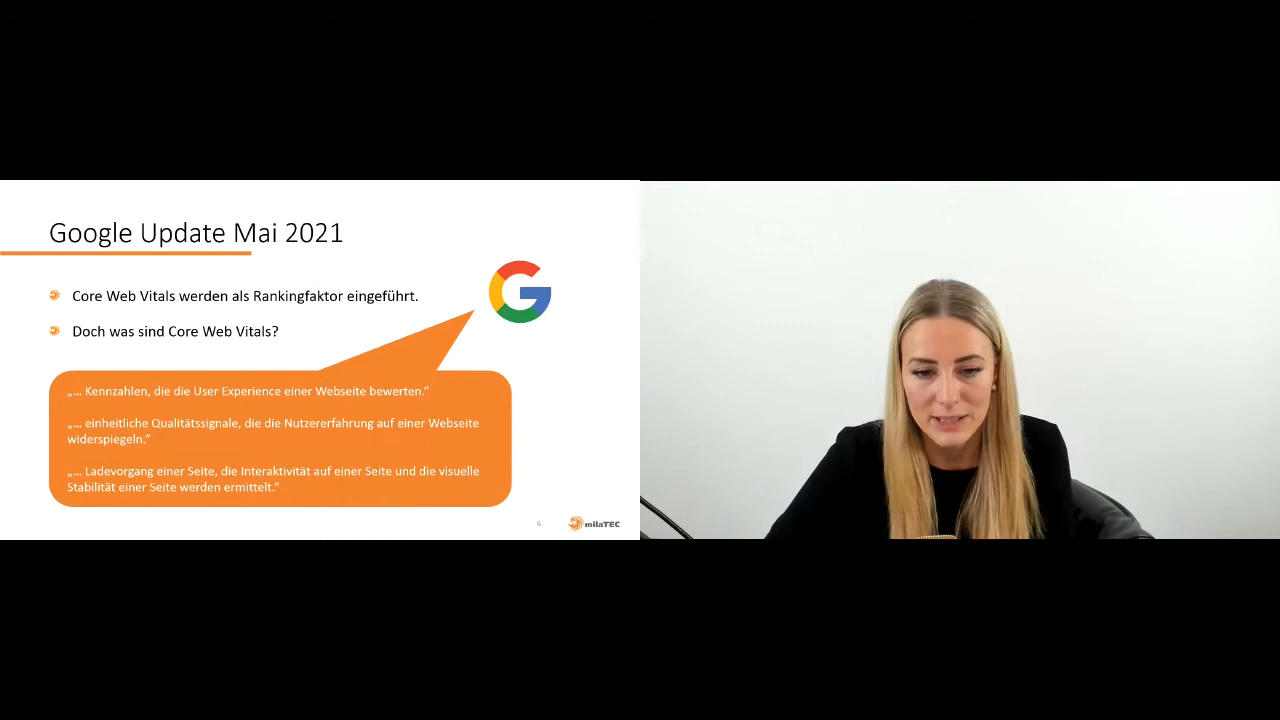 Google Update Mai 2021
Core Web Vitals werden als Rankingfaktor eingeführt.
Doch was sind Core Web Vitals?
„… Kennzahlen, die die User Experience einer Webseite bewerten.“
„… einheitliche Qualitätssignale, die die Nutzererfahrung auf einer Webseite
widerspiegeln.“
„… Ladevorgang einer Seite, die Interaktivität auf einer Seite und die visuelle
Stabilität einer Seite werden ermittelt.“
6
milaTEC